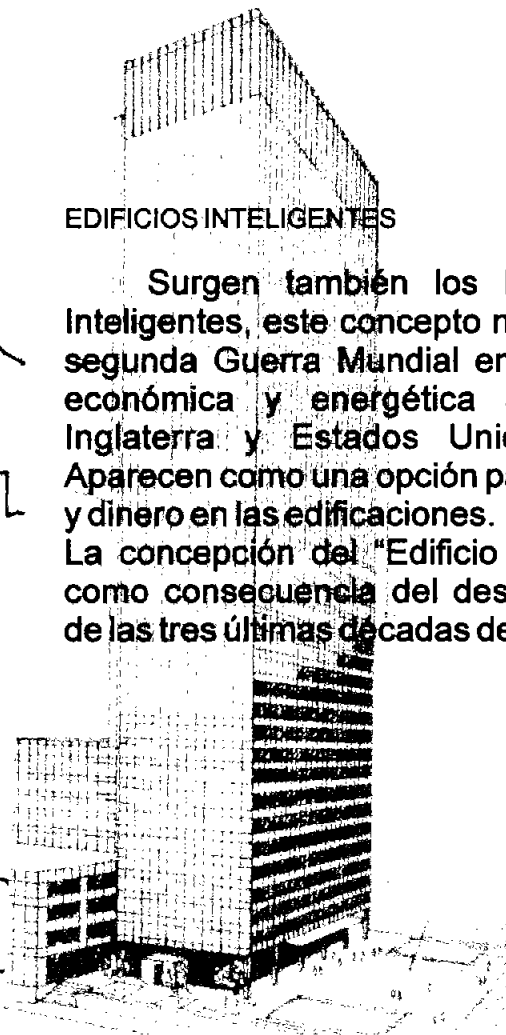 EDIFICIOS INTELIGENTES
Surgen también los
Inteligentes, este concepto
segunda Guerra Mundial
económica y energética
Inglaterra y Estados
Aparecen como una opción
y dinero en las edificaciones.
La concepción del "Edificio
como consecuencia del
de las tres últimas décadas